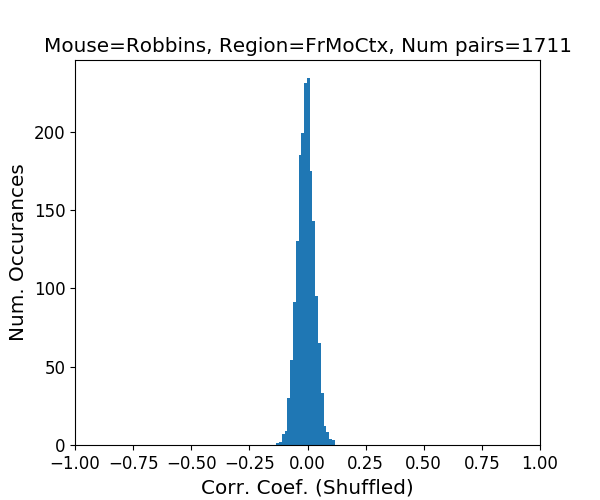 Mouse=Robbins, Region=FrMoCtx, Num pairs=1711
Num. Occurances
200
150
100
50
0
−1.00 −0.75 −0.50 −0.25 0.00 0.25 0.50 0.75 1.00
Corr. Coef. (Shuffled)